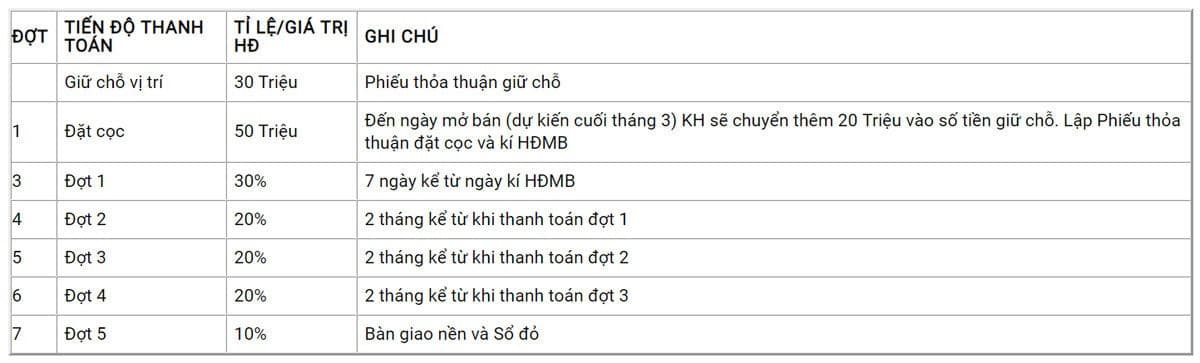 ĐỢT TIẾN ĐỘ THANH TOÁN TỈ LỆ/GIÁ TRỊ HĐ GHI CHÚ
Giữ chỗ vị trí 30 Triệu Phiếu thỏa thuận giữ chỗ
1 Đặt cọc 50 Triệu Đến ngày mở bán (dự kiến cuối tháng 3) KH sẽ chuyển thêm 20 Triệu vào số tiền giữ chỗ. Lập Phiếu thỏa thuận đặt cọc và kí HĐMB
3 Đợt 1 30% 7 ngày kể từ ngày kí HĐMB
4 Đợt 2 20% 2 tháng kể từ khi thanh toán đợt 1
5 Đợt 3 20% 2 tháng kể từ khi thanh toán đợt 2
6 Đợt 4 20% 2 tháng kể từ khi thanh toán đợt 3
7 Đợt 5 10% Bàn giao nền và Sổ đỏ